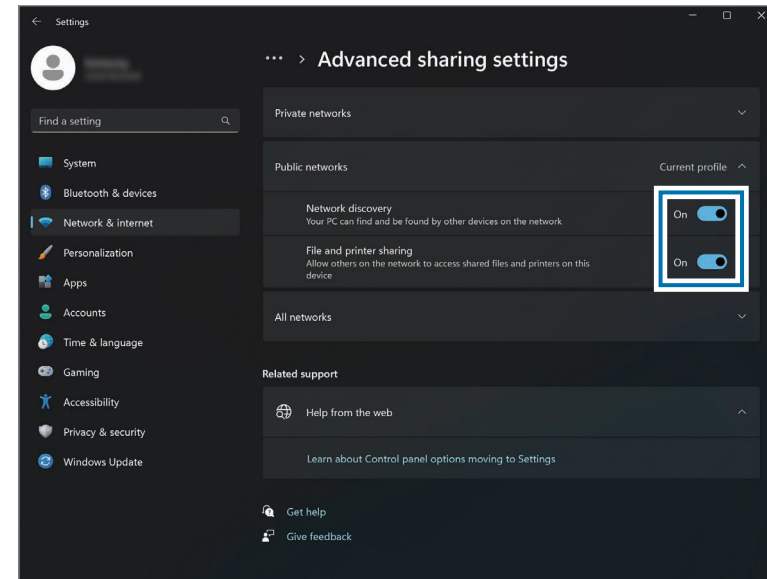 Settings
··· > Advanced sharing settings
Find a setting
System
Bluetooth & devices
Network & internet
Personalization
Apps
Accounts
Time & language
Gaming
Accessibility
Privacy & security
Windows Update
Private networks
Public networks
Current profile
Network discovery
Your PC can find and be found by other devices on the network
On
File and printer sharing
Allow others on the network to access shared files and printers on this
device
On
All networks
Related support
Help from the web
Learn about Control panel options moving to Settings
Get help
Give feedback